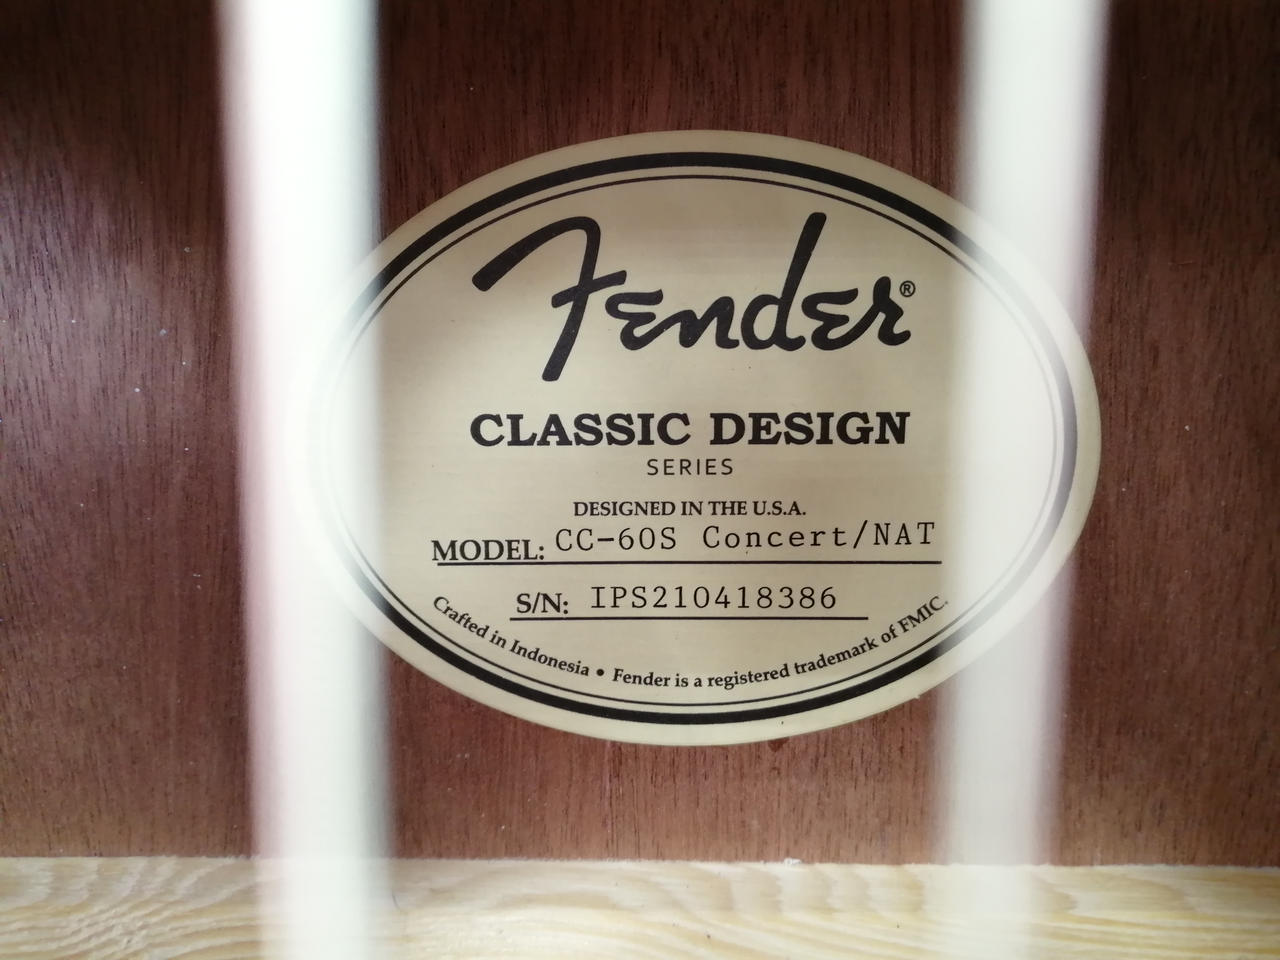 Fender®
CLASSIC DESIGN
SERIES
DESIGNED IN THE U.S.A.
MODEL: CC-60S Concert/NAT
S/N: IPS210418386
Crafted in Indonesia • Fender is a registered trademark of FMIC.